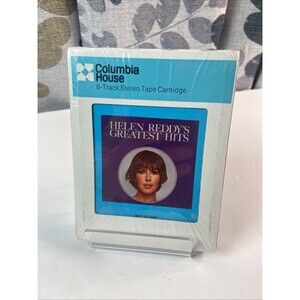 Columbia
House
8-Track Stereo Tape Cartridge
HELEN REDDY'S
GREATEST HITS